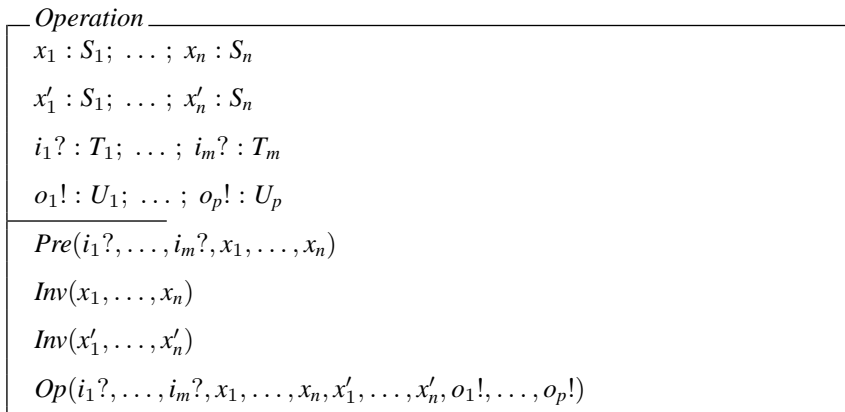 Operation
x₁ : S₁; … ; xₙ : Sₙ
x′₁ : S₁; … ; x′ₙ : Sₙ
i₁? : T₁; … ; iₘ? : Tₘ
o₁! : U₁; … ; oₚ! : Uₚ
Pre(i₁?, … , iₘ?, x₁, … , xₙ)
Inv(x₁, … , xₙ)
Inv(x′₁, … , x′ₙ)
Op(i₁?, … , iₘ?, x₁, … , xₙ, x′₁, … , x′ₙ, o₁!, … , oₚ!)